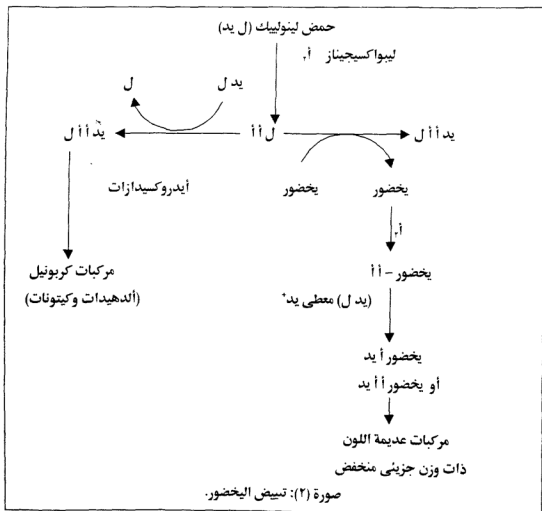 حمض لينولييك (ل يد)
ليبواكسيجيناز أ٢
يد ل
ل
يد أ أ ل
ل أ أ
يد أ أ ل
يخضور
يخضور
أيدروكسيدازات
أ٢
مركبات كربونيل
(ألدهيدات وكيتونات)
يخضور - أ أ
(يد ل) معطى يد+
يخضور أ يد
أو يخضور أ أ يد
مركبات عديمة اللون
ذات وزن جزيئى منخفض
صورة (٢): تبييض اليخضور.